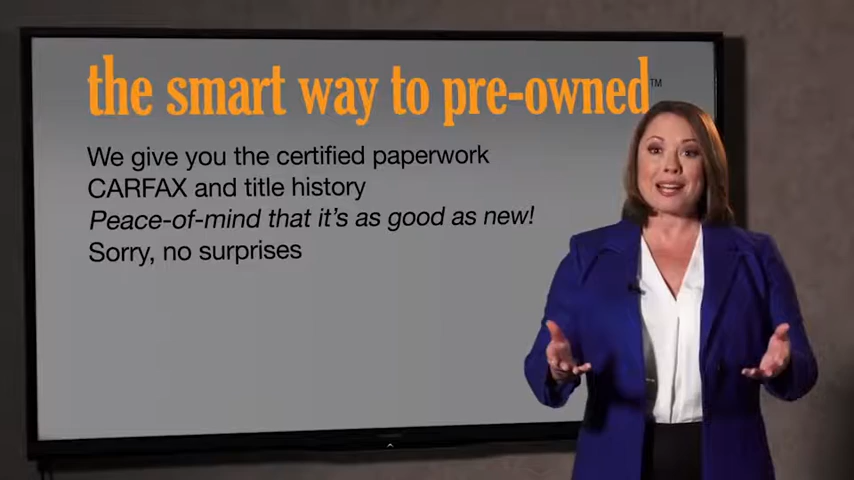 the smart way to pre-owned™
We give you the certified paperwork
CARFAX and title history
Peace-of-mind that it's as good as new!
Sorry, no surprises